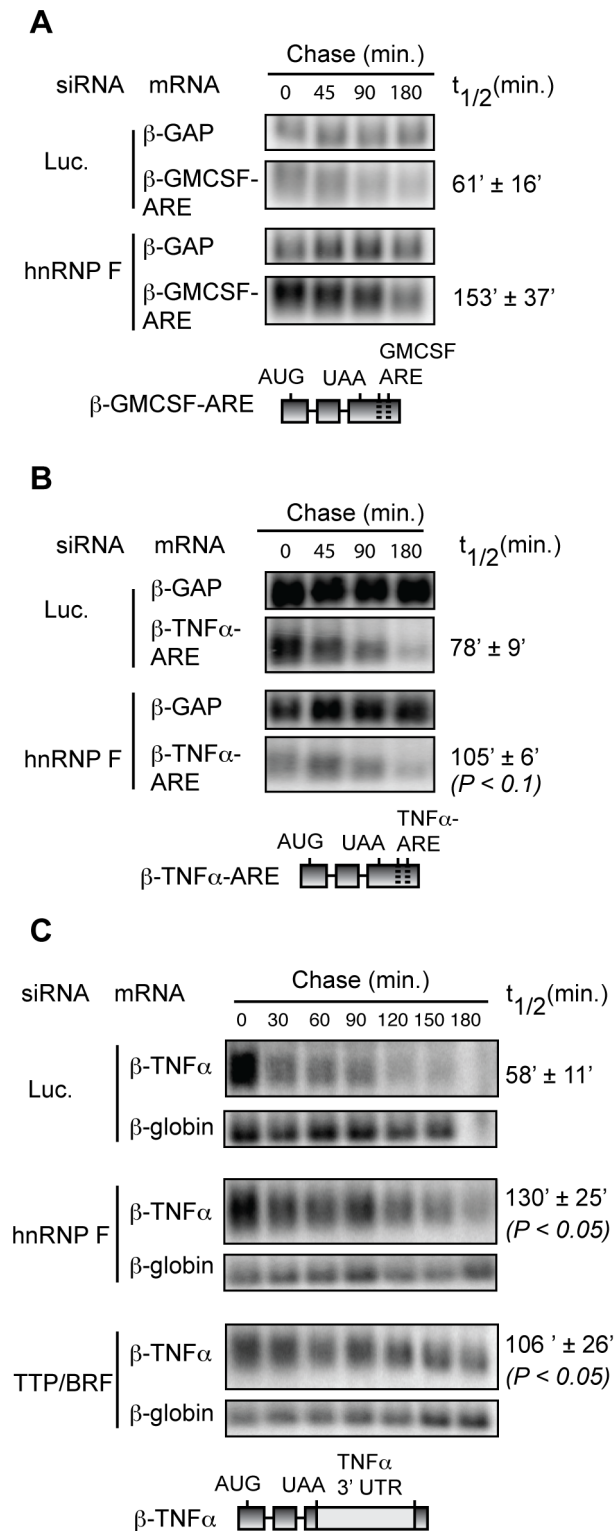 A
Chase (min.)
siRNA mRNA 0 45 90 180 t1/2(min.)
Luc.
β-GAP
β-GMCSF-
ARE
61’ ± 16’
hnRNP F
β-GAP
β-GMCSF-
ARE
153’ ± 37’
GMCSF
AUG UAA ARE
β-GMCSF-ARE
B
Chase (min.)
siRNA mRNA 0 45 90 180 t1/2(min.)
Luc.
β-GAP
β-TNFα-
ARE
78’ ± 9’
hnRNP F
β-GAP
β-TNFα-
ARE
105’ ± 6’
(P < 0.1)
TNFα-
AUG UAA ARE
β-TNFα-ARE
C
Chase (min.)
siRNA mRNA 0 30 60 90 120 150 180 t1/2(min.)
Luc.
β-TNFα
58’ ± 11’
β-globin
hnRNP F
β-TNFα
130’ ± 25’
(P < 0.05)
β-globin
TTP/BRF
β-TNFα
106 ’ ± 26’
(P < 0.05)
β-globin
TNFα
AUG UAA 3’ UTR
β-TNFα